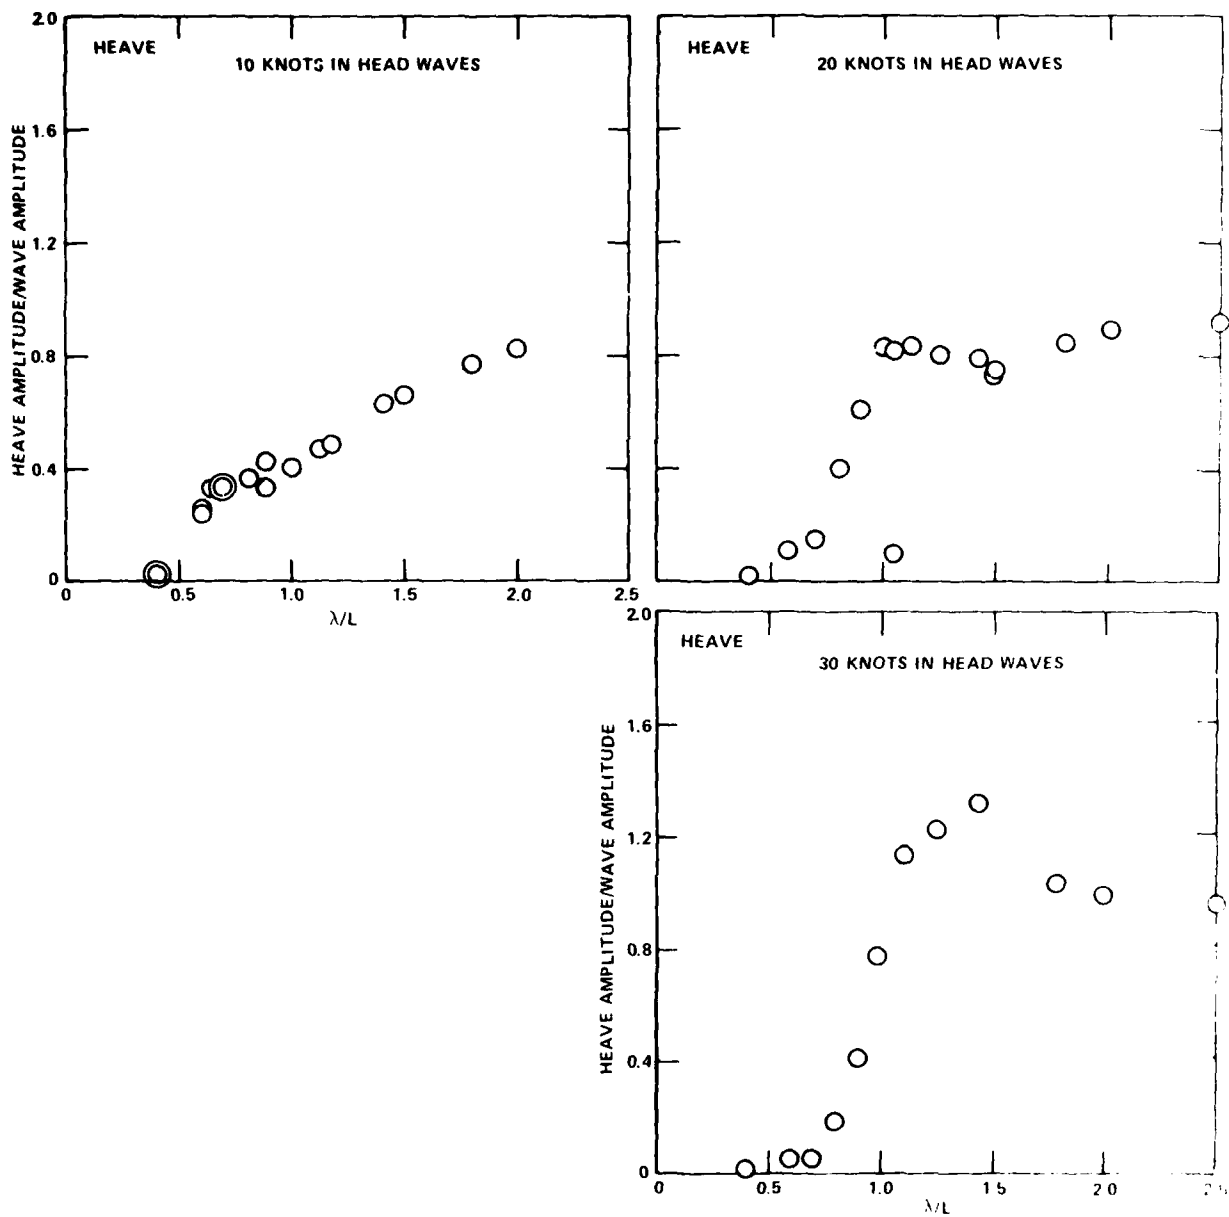 HEAVE
10 KNOTS IN HEAD WAVES
HEAVE AMPLITUDE/WAVE AMPLITUDE
2.0
1.6
1.2
0.8
0.4
0
0 0.5 1.0 1.5 2.0 2.5
λ/L
HEAVE
20 KNOTS IN HEAD WAVES
HEAVE
30 KNOTS IN HEAD WAVES
HEAVE AMPLITUDE/WAVE AMPLITUDE
2.0
1.6
1.2
0.8
0.4
0
0 0.5 1.0 1.5 2.0
λ/L